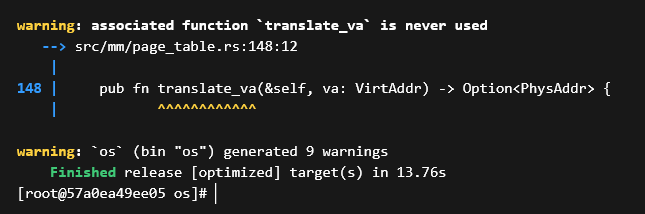 warning: associated function `translate_va` is never used
--> src/mm/page_table.rs:148:12
|
148 | pub fn translate_va(&self, va: VirtAddr) -> Option<PhysAddr> {
| ^^^^^^^^^^^^
warning: `os` (bin "os") generated 9 warnings
Finished release [optimized] target(s) in 13.76s
[root@57a0ea49ee05 os]#